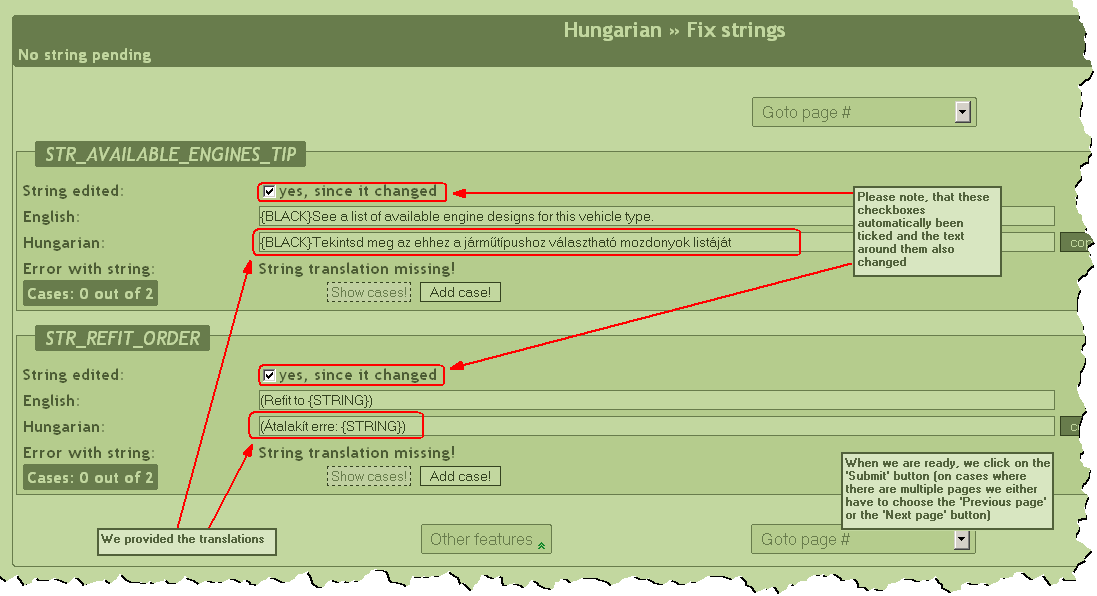 Hungarian » Fix strings
No string pending
Goto page #
STR_AVAILABLE_ENGINES_TIP
String edited: yes, since it changed
English: {BLACK}See a list of available engine designs for this vehicle type.
Hungarian: {BLACK}Tekintsd meg az ehhez a járműtípushoz választható mozdonyok listáját
Error with string: String translation missing!
Cases: 0 out of 2
Show cases! Add case!
Please note, that these
checkboxes
automatically been
ticked and the text
around them also
changed
STR_REFIT_ORDER
String edited: yes, since it changed
English: (Refit to {STRING})
Hungarian: (Átalakít erre: {STRING})
Error with string: String translation missing!
Cases: 0 out of 2
Show cases! Add case!
When we are ready, we click on the
'Submit' button (on cases where
there are multiple pages we either
have to choose the 'Previous page'
or the 'Next page' button)
We provided the translations
Other features
Goto page #